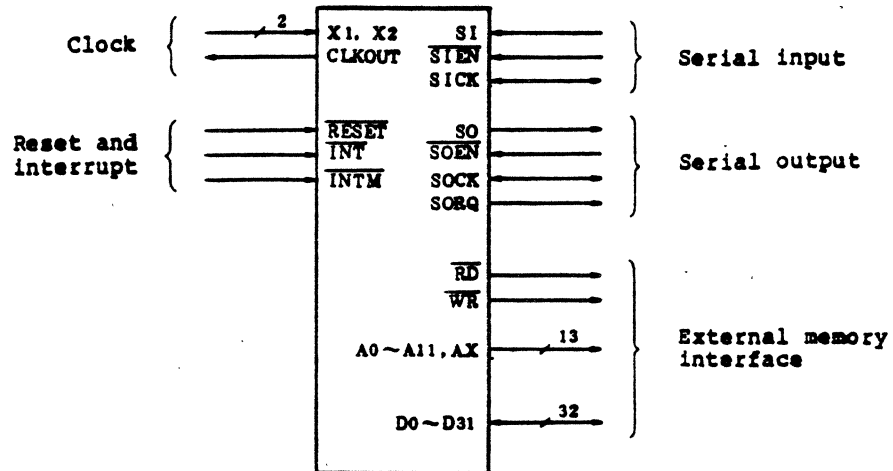 Clock
2
X1, X2
CLKOUT
SI
SIEN
SICK
Serial input
Reset and
interrupt
RESET
INT
INTM
SO
SOEN
SOCK
SORQ
Serial output
RD
WR
A0~A11, AX
13
D0~D31
32
External memory
interface